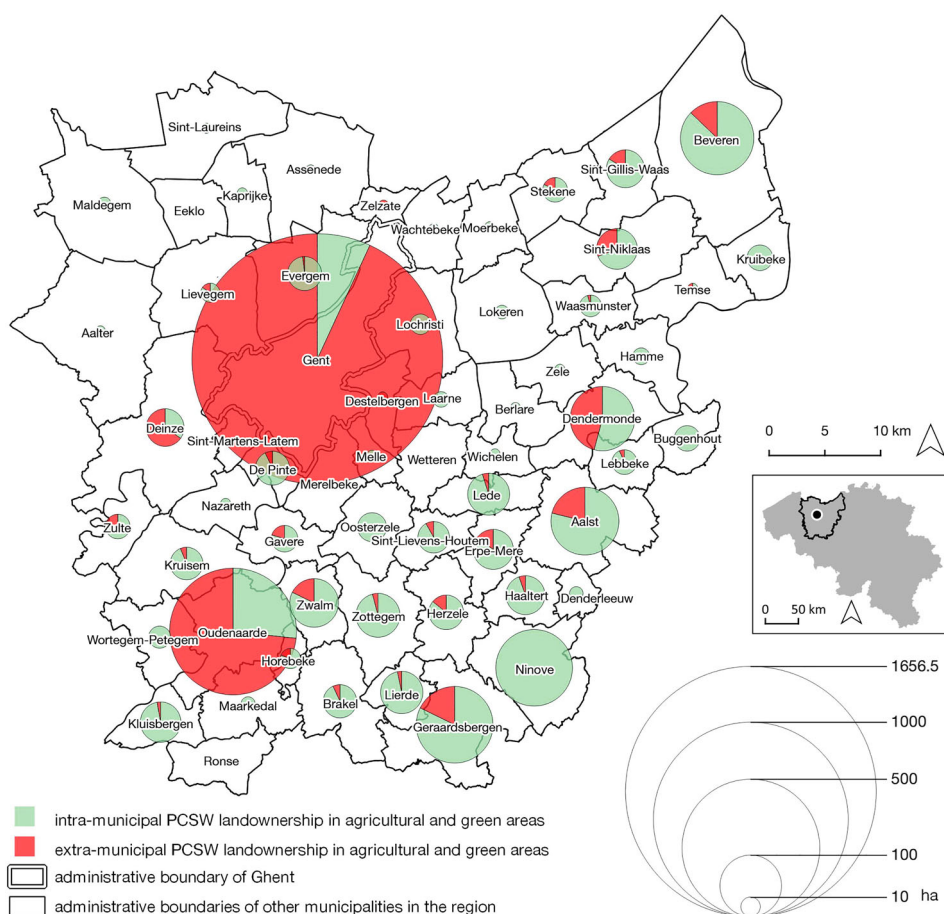 Sint-Laureins
Assenede
Beveren
Sint-Gillis-Waas
Stekene
Maldegem
Eeklo
Kaprijke
Zelzate
Wachtebeke
Moerbeke
Sint-Niklaas
Kruibeke
Evergem
Lievegem
Temse
Waasmunster
Lokeren
Lochristi
Aalter
Gent
Hamme
Zele
Destelbergen
Laarne
Berlare
Dendermonde
Deinze
Sint-Martens-Latem
Buggenhout
De Pinte
Melle
Wetteren
Wichelen
Lebbeke
Merelbeke
Lede
Nazareth
Zulte
Oosterzele
Aalst
Gavere
Sint-Lievens-Houtem
Erpe-Mere
Kruisem
Haaltert
Denderleeuw
Zwalm
Zottegem
Herzele
Oudenaarde
Wortegem-Petegem
Horebeke
Ninove
Maarkedal
Brakel
Lierde
Kluisbergen
Geraardsbergen
Ronse
0 5 10 km
0 50 km
1656.5
1000
500
100
10 ha
intra-municipal PCSW landownership in agricultural and green areas
extra-municipal PCSW landownership in agricultural and green areas
administrative boundary of Ghent
administrative boundaries of other municipalities in the region